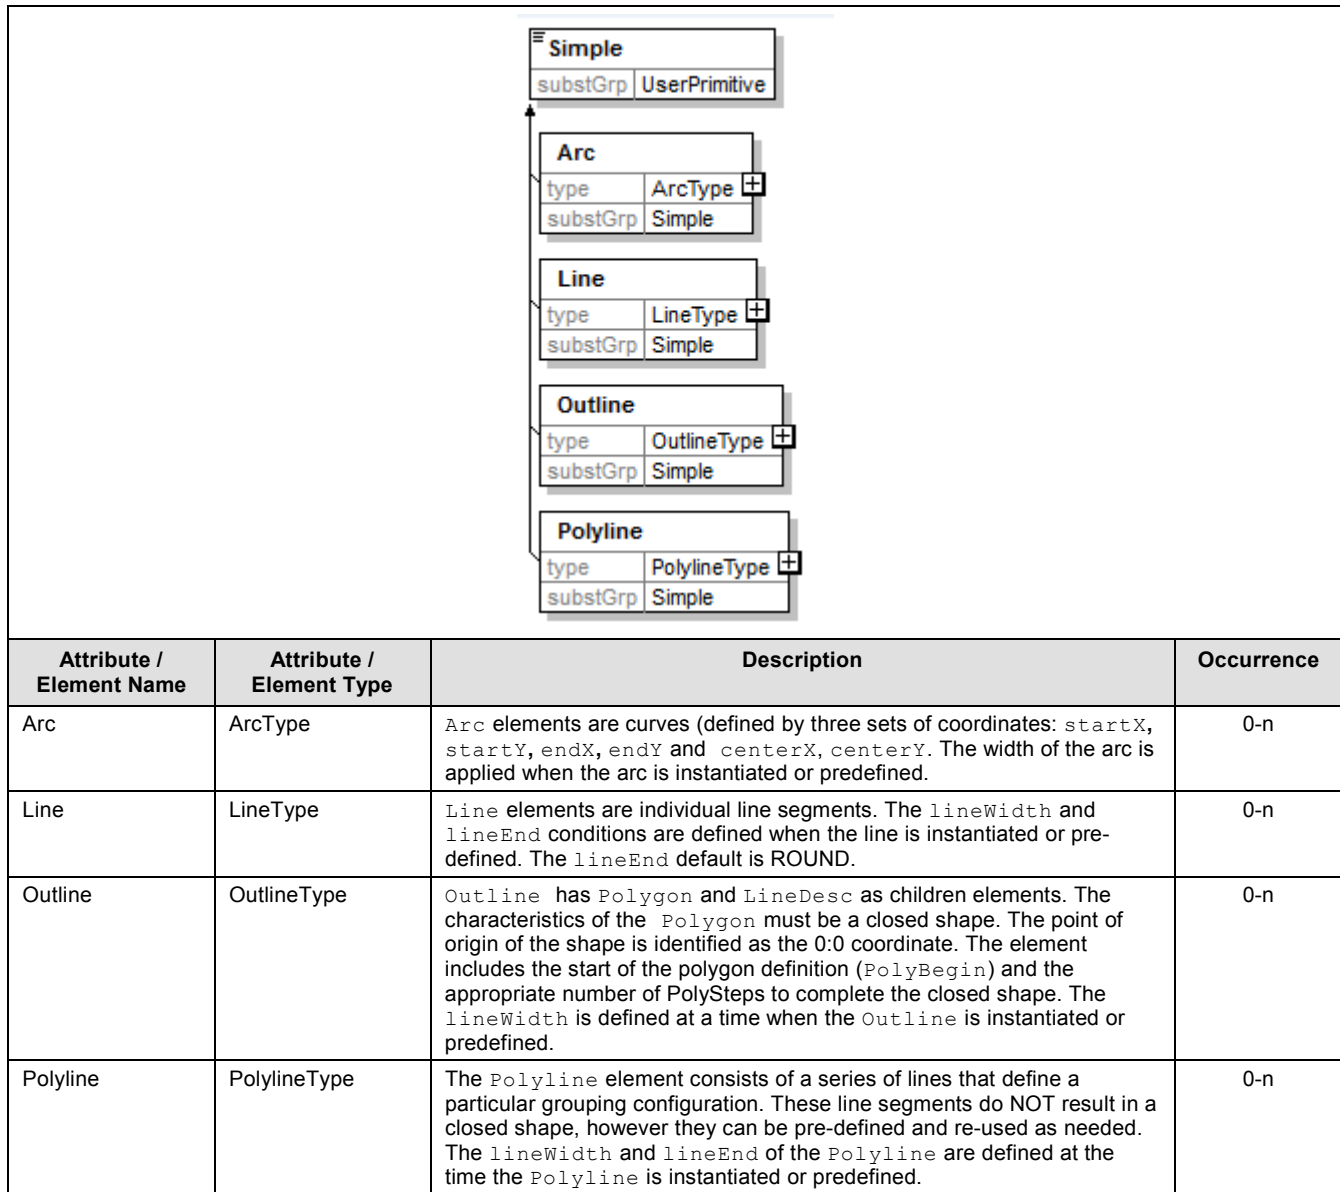 Simple
substGrp UserPrimitive
Arc
type ArcType
substGrp Simple
Line
type LineType
substGrp Simple
Outline
type OutlineType
substGrp Simple
Polyline
type PolylineType
substGrp Simple
Attribute / Element Name
Attribute / Element Type
Description
Occurrence
Arc
ArcType
Arc elements are curves (defined by three sets of coordinates: startX,
startY, endX, endY and centerX, centerY. The width of the arc is
applied when the arc is instantiated or predefined.
0-n
Line
LineType
Line elements are individual line segments. The lineWidth and
lineEnd conditions are defined when the line is instantiated or pre-
defined. The lineEnd default is ROUND.
0-n
Outline
OutlineType
Outline has Polygon and LineDesc as children elements. The
characteristics of the Polygon must be a closed shape. The point of
origin of the shape is identified as the 0:0 coordinate. The element
includes the start of the polygon definition (PolyBegin) and the
appropriate number of PolySteps to complete the closed shape. The
lineWidth is defined at a time when the Outline is instantiated or
predefined.
0-n
Polyline
PolylineType
The Polyline element consists of a series of lines that define a
particular grouping configuration. These line segments do NOT result in a
closed shape, however they can be pre-defined and re-used as needed.
The lineWidth and lineEnd of the Polyline are defined at the
time the Polyline is instantiated or predefined.
0-n